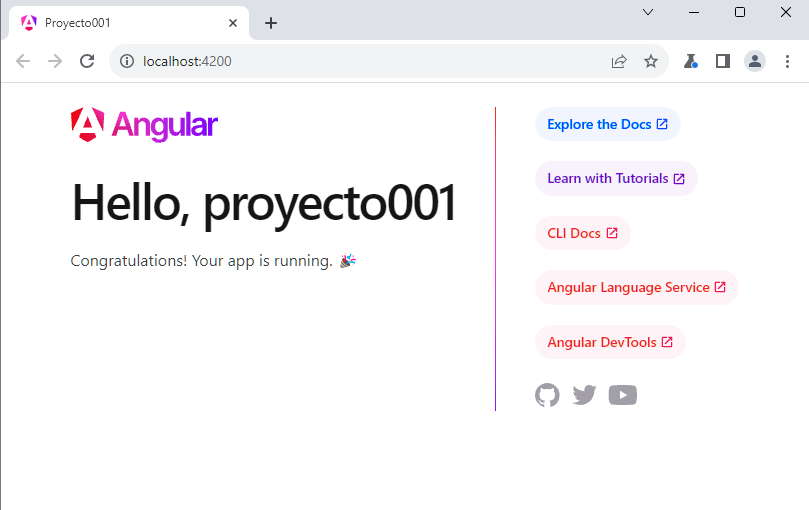 Proyecto001
localhost:4200
Angular
Hello, proyecto001
Congratulations! Your app is running. 🎉
Explore the Docs
Learn with Tutorials
CLI Docs
Angular Language Service
Angular DevTools